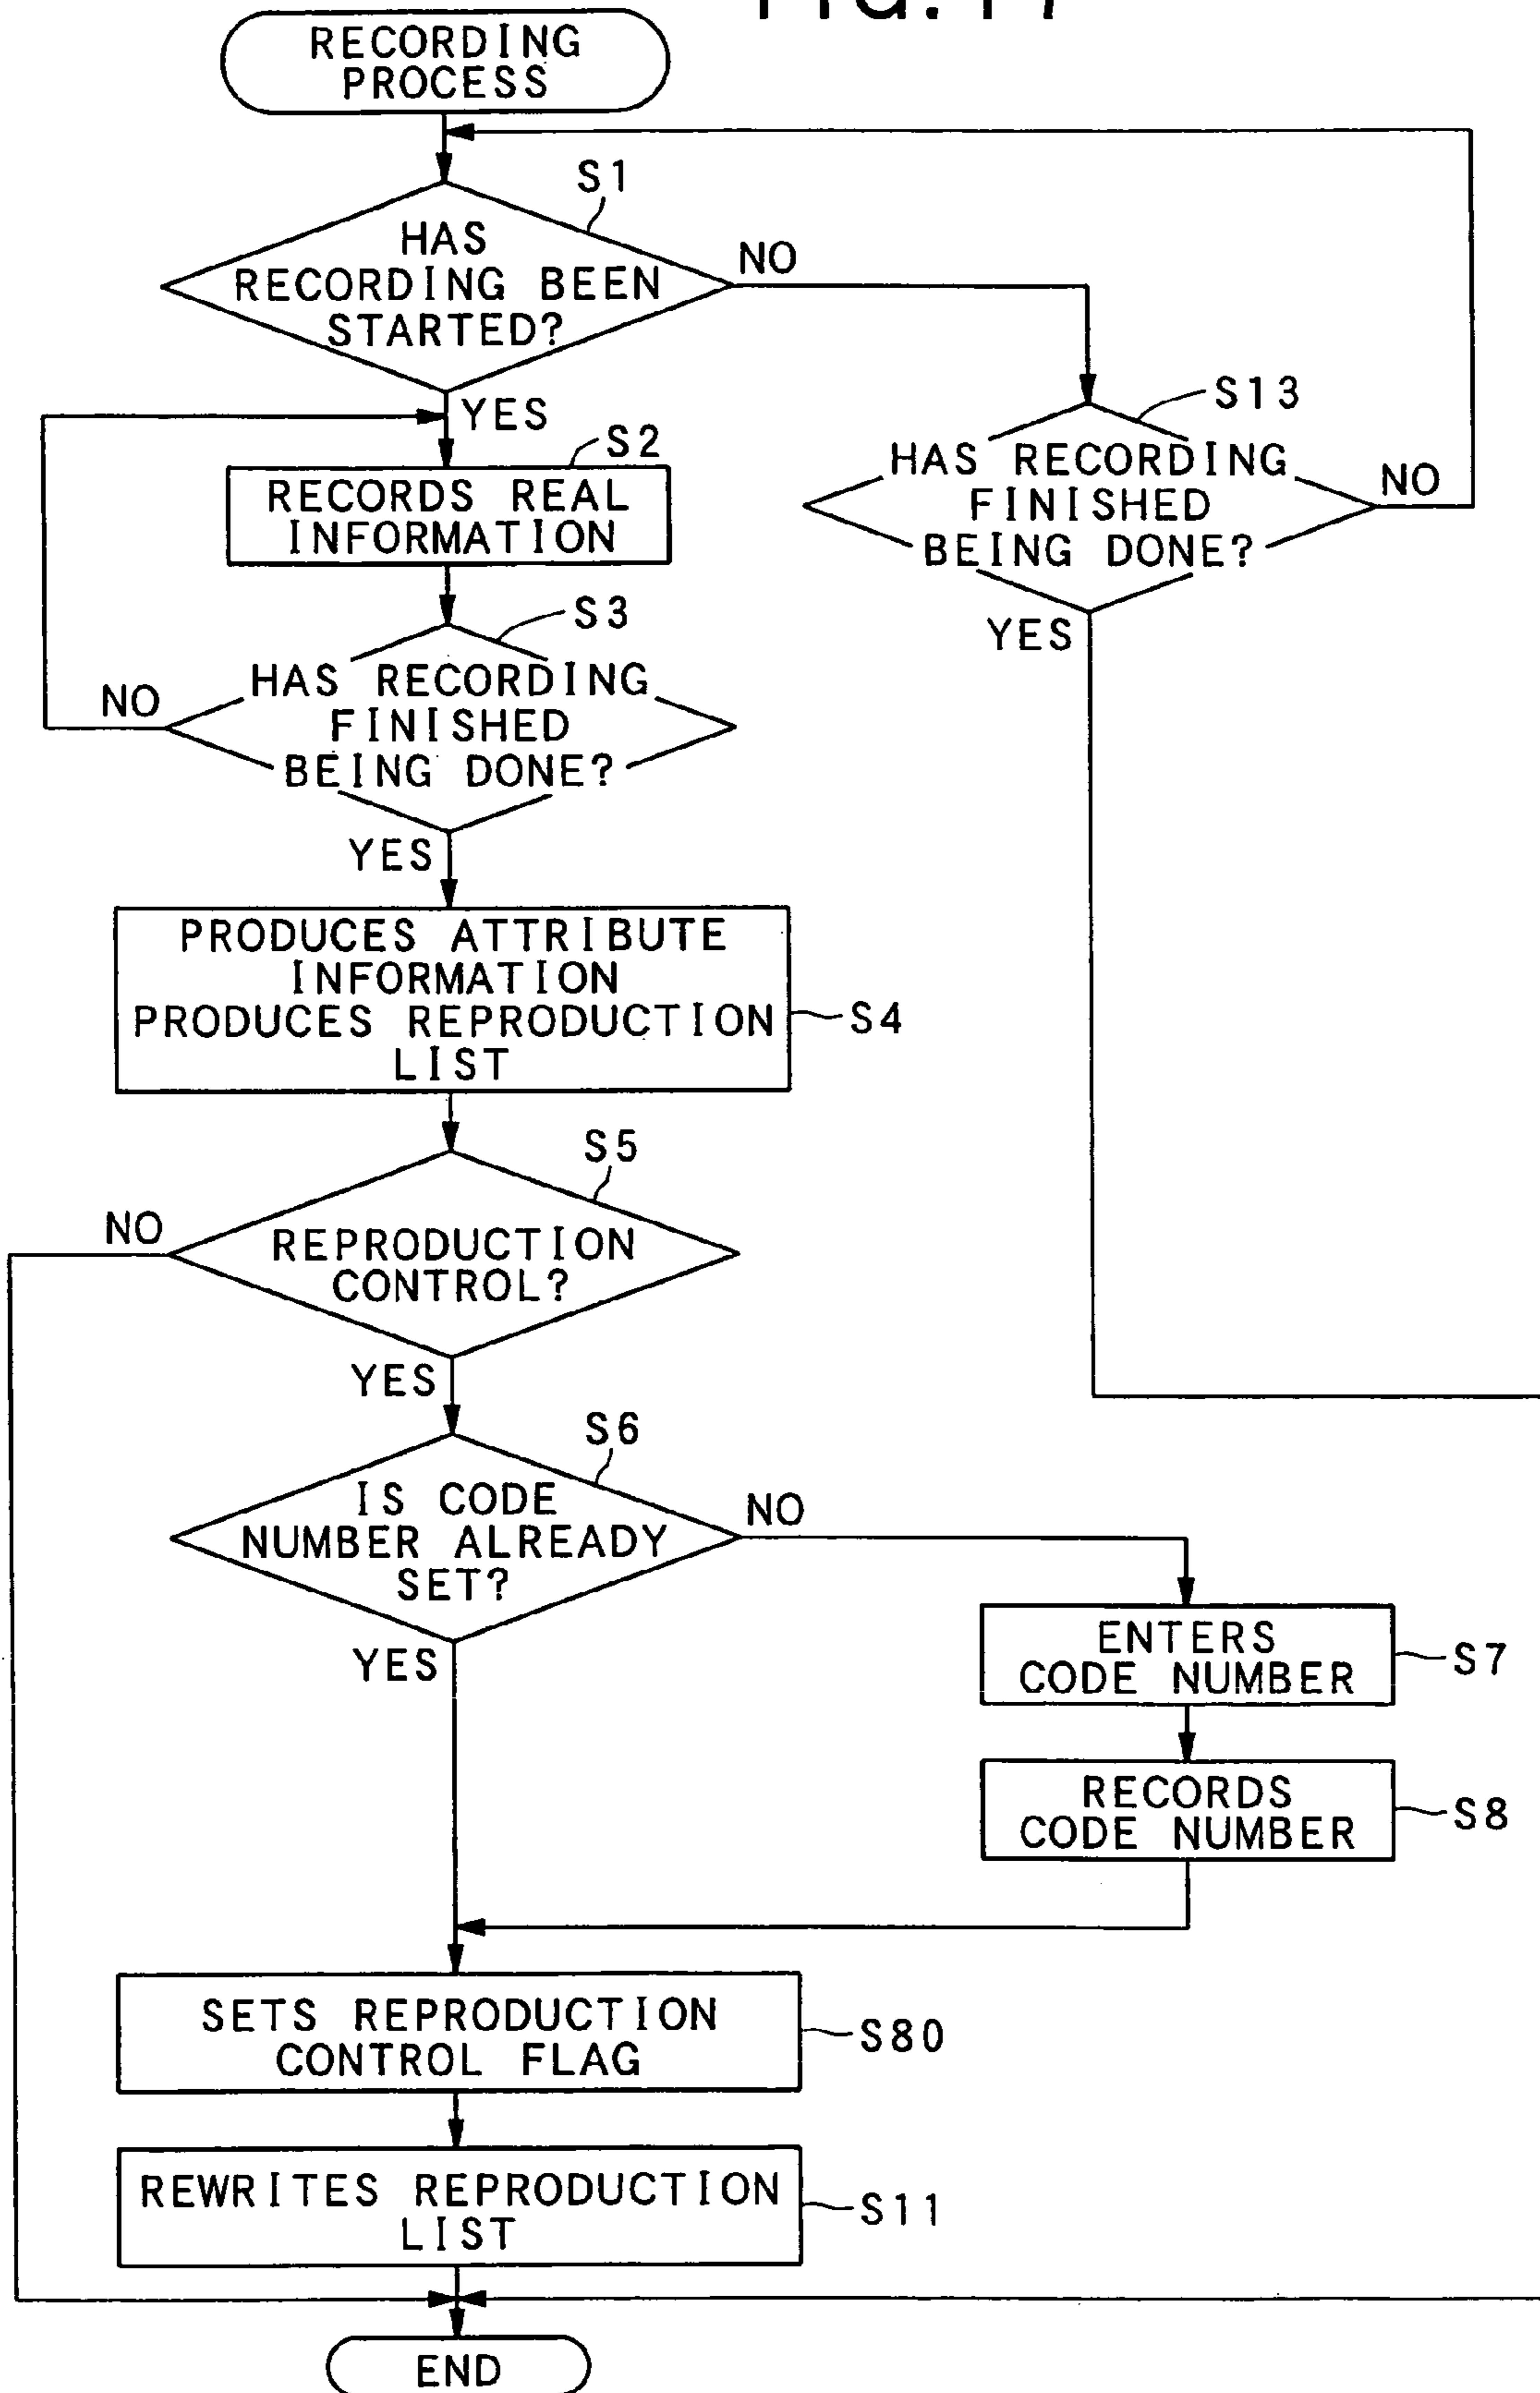 RECORDING
PROCESS
S1
HAS
RECORDING BEEN
STARTED?
NO
YES
S13
HAS RECORDING
FINISHED
BEING DONE?
NO
YES
S2
RECORDS REAL
INFORMATION
S3
HAS RECORDING
FINISHED
BEING DONE?
NO
YES
PRODUCES ATTRIBUTE
INFORMATION
PRODUCES REPRODUCTION
LIST
S4
S5
REPRODUCTION
CONTROL?
NO
YES
S6
IS CODE
NUMBER ALREADY
SET?
NO
YES
ENTERS
CODE NUMBER
S7
RECORDS
CODE NUMBER
S8
SETS REPRODUCTION
CONTROL FLAG
S80
REWRITES REPRODUCTION
LIST
S11
END